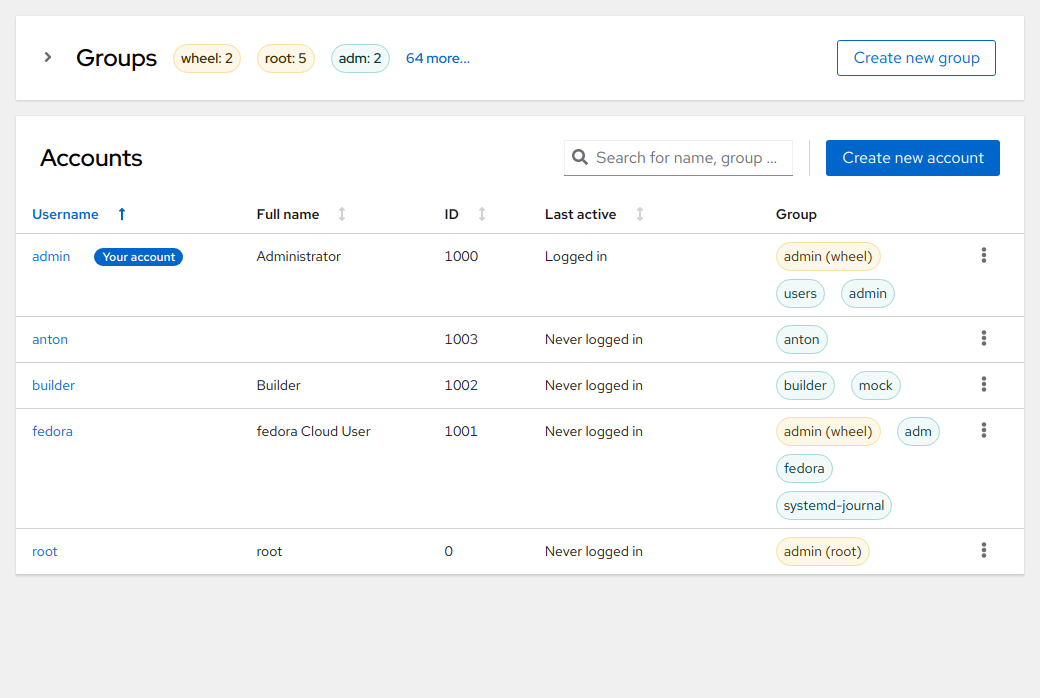 Groups wheel: 2 root: 5 adm: 2 64 more... Create new group
Accounts Search for name, group ... Create new account
Username Full name ID Last active Group
admin Your account Administrator 1000 Logged in admin (wheel)
users admin
anton 1003 Never logged in anton
builder Builder 1002 Never logged in builder mock
fedora fedora Cloud User 1001 Never logged in admin (wheel) adm
fedora
systemd-journal
root root 0 Never logged in admin (root)